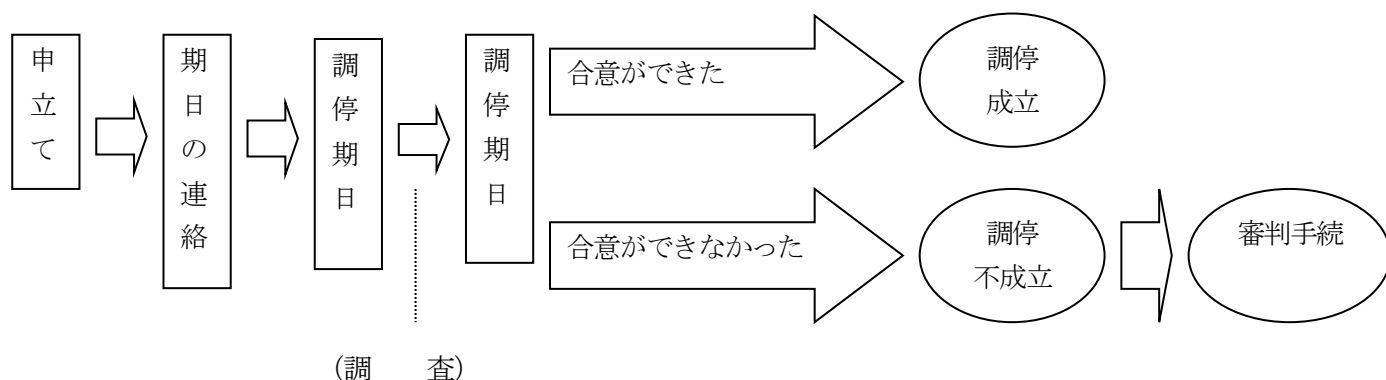 申立て
期日の連絡
調停期日
調停期日
合意ができた
調停
成立
合意ができなかった
調停
不成立
審判手続
(調　　査)